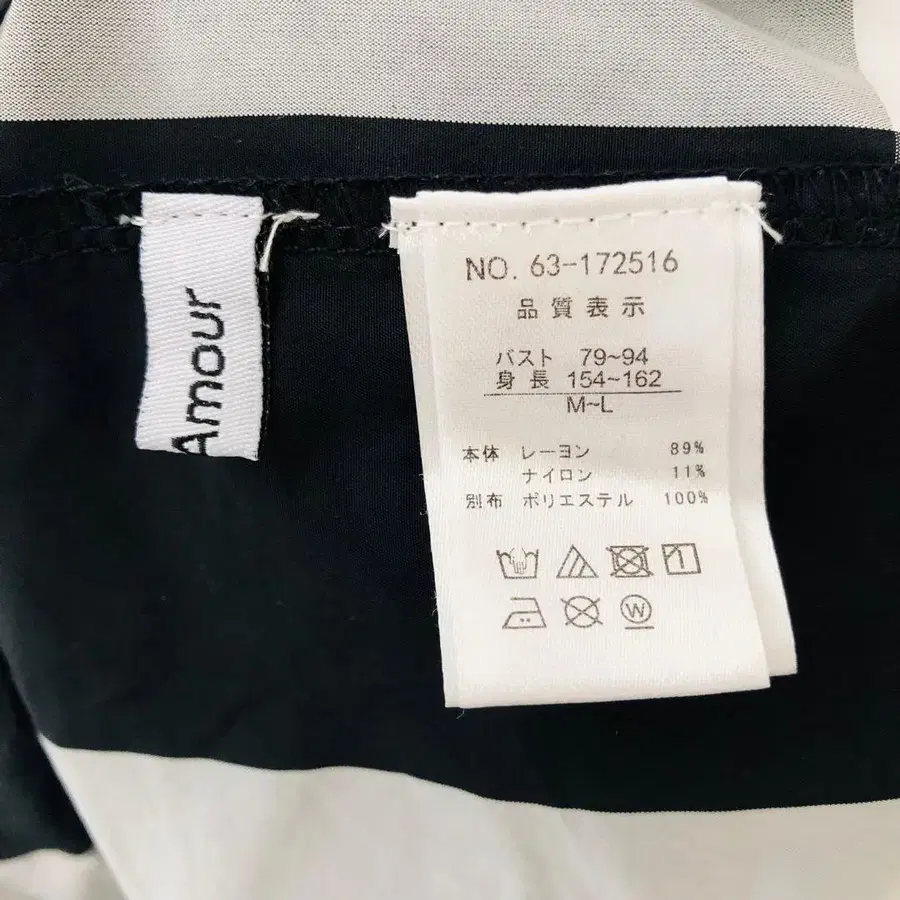 Amour
NO. 63-172516
品質表示
バスト 79~94
身長 154~162
M~L
本体 レーヨン 89%
ナイロン 11%
別布 ポリエステル 100%
W